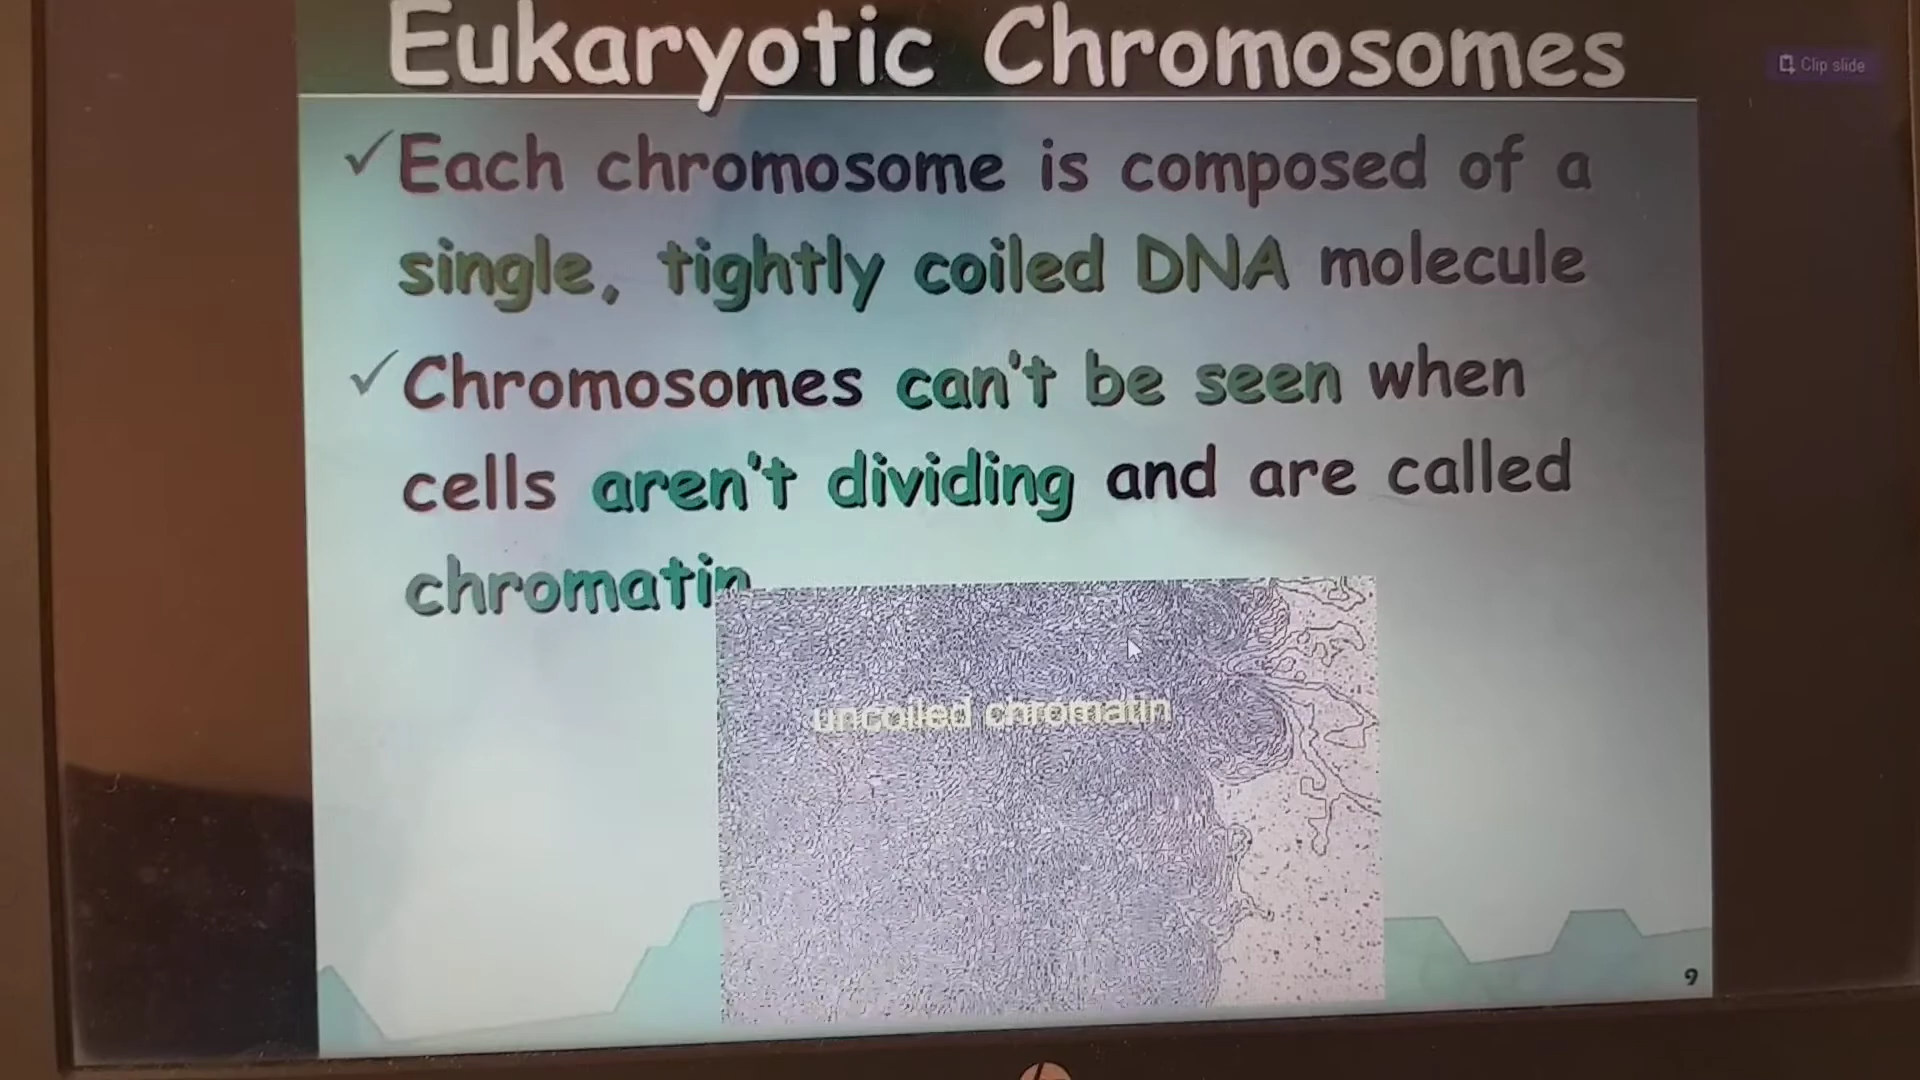 Eukaryotic Chromosomes
Clip slide
✓Each chromosome is composed of a
single, tightly coiled DNA molecule
✓Chromosomes can't be seen when
cells aren't dividing and are called
chromatin
uncoiled chromatin
9